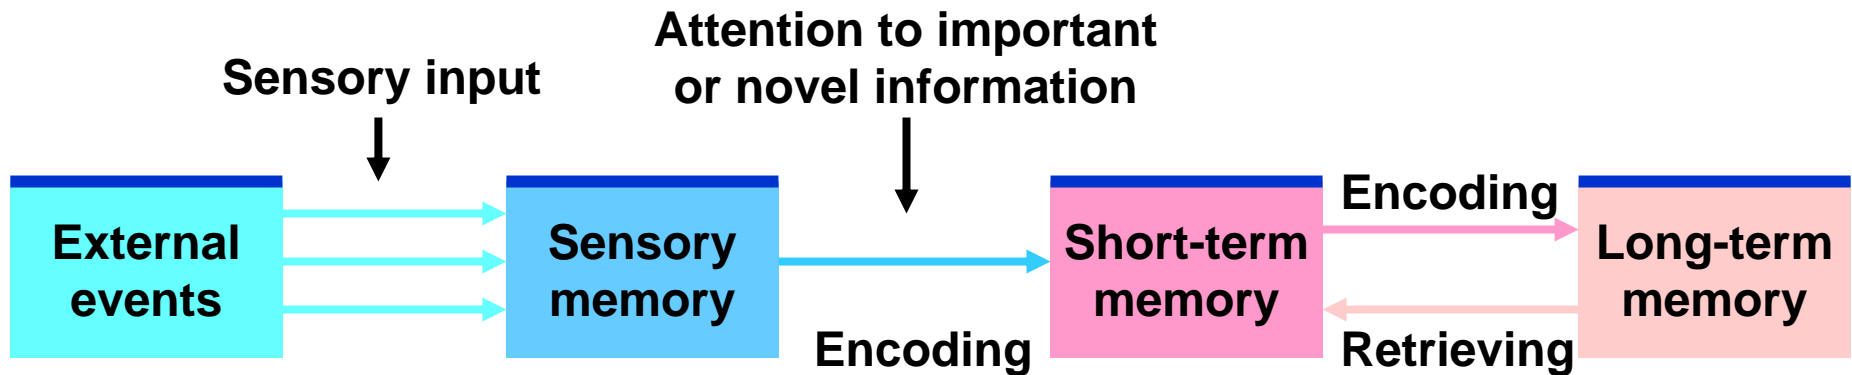 Sensory input
Attention to important
or novel information
External
events
Sensory
memory
Encoding
Short-term
memory
Encoding
Retrieving
Long-term
memory